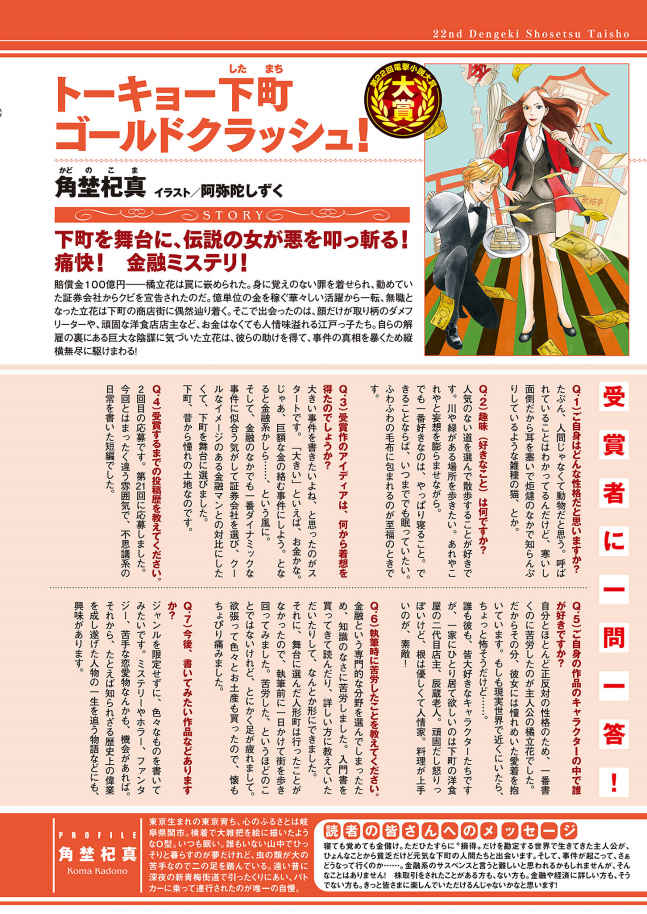 22nd Dengeki Shosetsu Taisho
第22回電撃小説大賞
大賞
した まち
トーキョー下町
ゴールドクラッシュ!
かど の こ ま
角埜杞真 イラスト/阿弥陀しずく
STORY
下町を舞台に、伝説の女が悪を叩っ斬る!
痛快! 金融ミステリ!
賠償金100億円――橘立花は罠に嵌められた。身に覚えのない罪を着せられ、勤めてい
た証券会社からクビを宣告されたのだ。億単位の金を稼ぐ華々しい活躍から一転、無職と
なった立花は下町の商店街に偶然辿り着く。そこで出会ったのは、顔だけが取り柄のダメフ
リーターや、頑固な洋食店店主など、お金はなくても人情味溢れる江戸っ子たち。自らの解
雇の裏にある巨大な陰謀に気づいた立花は、彼らの助けを得て、事件の真相を暴くため縦
横無尽に駆けまわる!
受賞者に一問一答!
Q・1)ご自身はどんな性格だと思いますか?
たぶん、人間じゃなくて動物だと思う。呼ば
れていることはわかってるんだけど、寒いし
面倒だから耳を塞いで炬燵のなかで知らんぷ
りしているような雑種の猫、とか。
Q・2)趣味(好きなこと)は何ですか?
人気のない道を選んで散歩することが好きで
す。川や緑がある場所を歩きたい。あれやこ
れやと妄想を膨らませながら。
でも一番好きなのは、やっぱり寝ること。で
きることならば、いつまででも眠っていたい。
ふわふわの毛布に包まれるのが至福のときで
す。
Q・3)受賞作のアイディアは、何から着想を
得たのでしょうか?
大きい事件を書きたいよね、と思ったのがス
タートです。「大きい」といえば、お金かな。
じゃあ、巨額な金の絡む事件にしよう。とな
ると金融系かしら……、という風に。
そして、金融のなかでも一番ダイナミックな
事件に似合う気がして証券会社を選び、クー
ルなイメージのある金融マンとの対比にした
くて、下町を舞台に選びました。
下町、昔から憧れの土地なのです。
Q・4)受賞するまでの投稿歴を教えてください。
2回目の応募です。第21回に応募しました。
今回とはまったく違う雰囲気で、不思議系の
日常を書いた短編でした。
Q・5)ご自身の作品のキャラクターの中で誰
が好きですか?
自分とほとんど正反対の性格のため、一番書
くのに苦労したのが主人公の橘立花でした。
だからその分、彼女には憧れめいた愛着を抱
いています。もしも現実世界で近くにいたら、
ちょっと怖そうだけど……。
誰も彼も、皆大好きなキャラクターたちです
が、一家にひとり居て欲しいのは下町の洋食
屋の二代目店主、辰蔵老人。頑固だし怒りっ
ぽいけど、根は優しくて人情家。料理が上手
いのが、素敵!
Q・6)執筆時に苦労したことを教えてください。
金融という専門的な分野を選んでしまったた
め、知識のなさに苦労しました。入門書を
買ってきて読んだり、詳しい方に教えていた
だいたりして、なんとか形にできました。
それに、舞台に選んだ人形町は行ったことが
なかったので、執筆前に一日かけて街を歩き
回ってみました。苦労した、というほどのこ
とではないけれど、とにかく足が疲れまして。
欲張って色々とお土産も買ったので、懐も
ちょびり痛みました。
Q・7)今後、書いてみたい作品などあります
か?
ジャンルを限定せずに、色々なものを書いて
みたいです。ミステリーやホラー、ファンタ
ジー、苦手な恋愛物なんかも、機会があれば。
それから、たとえば知られざる歴史上の偉業
を成し遂げた人物の一生を追う物語などにも、
興味があります。
PROFILE
角埜杞真
Koma Kadono
東京生まれの東京育ち、心のふるさとは岐
阜県関市。横着で大雑把を絵に描いたよう
なO型。いつも眠い。誰もいない山中でひっ
そりと暮らすのが夢だけれど、虫の類が大の
苦手なのでこの足を踏んでいる。遠い昔に
深夜の新青梅街道で引ったくりにあい、パト
カーに乗って連行されたのが唯一の自慢。
読者の皆さんへのメッセージ
寝ても覚めても金儲け。ただひたすらに"損得"だけを勘定する世界で生きてきた主人公が、
ひょんなことから貧乏だけど元気な下町の人間たちと出会います。そして、事件が起こって、さぁ
どうなって行くのか……。金融系のサスペンスと言うと難しいと思われるかもしれませんが、そん
なことはありません! 株取引をされたことがある方も、ない方も。金融や経済に詳しい方も、そう
でない方も。きっと皆さまに楽しんでいただけるんじゃないかなと思います!